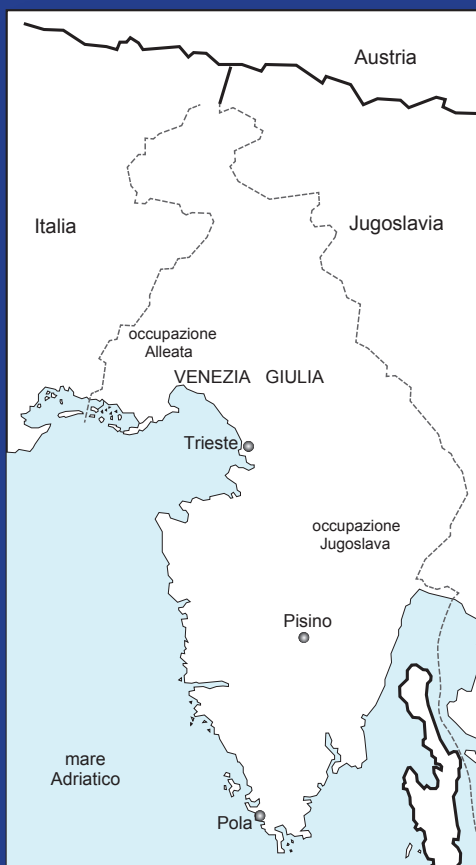 Austria
Italia
Jugoslavia
occupazione
Alleata
VENEZIA GIULIA
Trieste
occupazione
Jugoslava
Pisino
mare
Adriatico
Pola